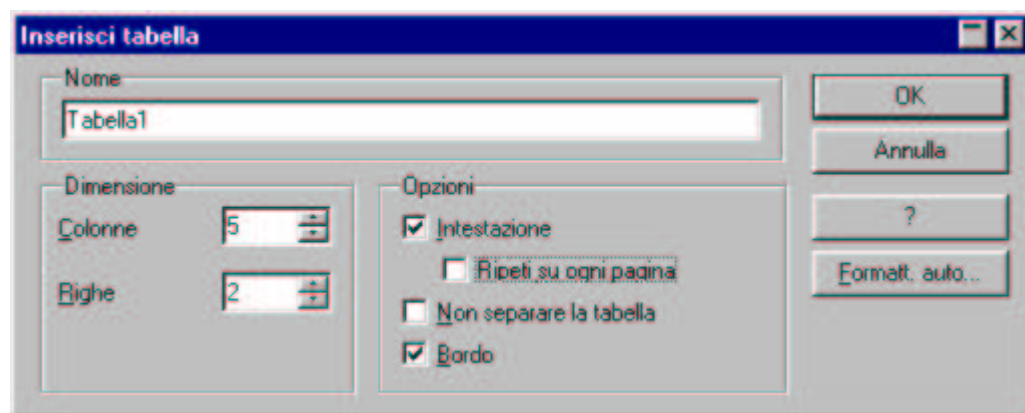 Inserisci tabella
Nome
Tabella1
OK
Annulla
Dimensione
Colonne 5
Righe 2
Opzioni
Intestazione
Ripeti su ogni pagina
Non separare la tabella
Bordo
?
Formatt. auto...